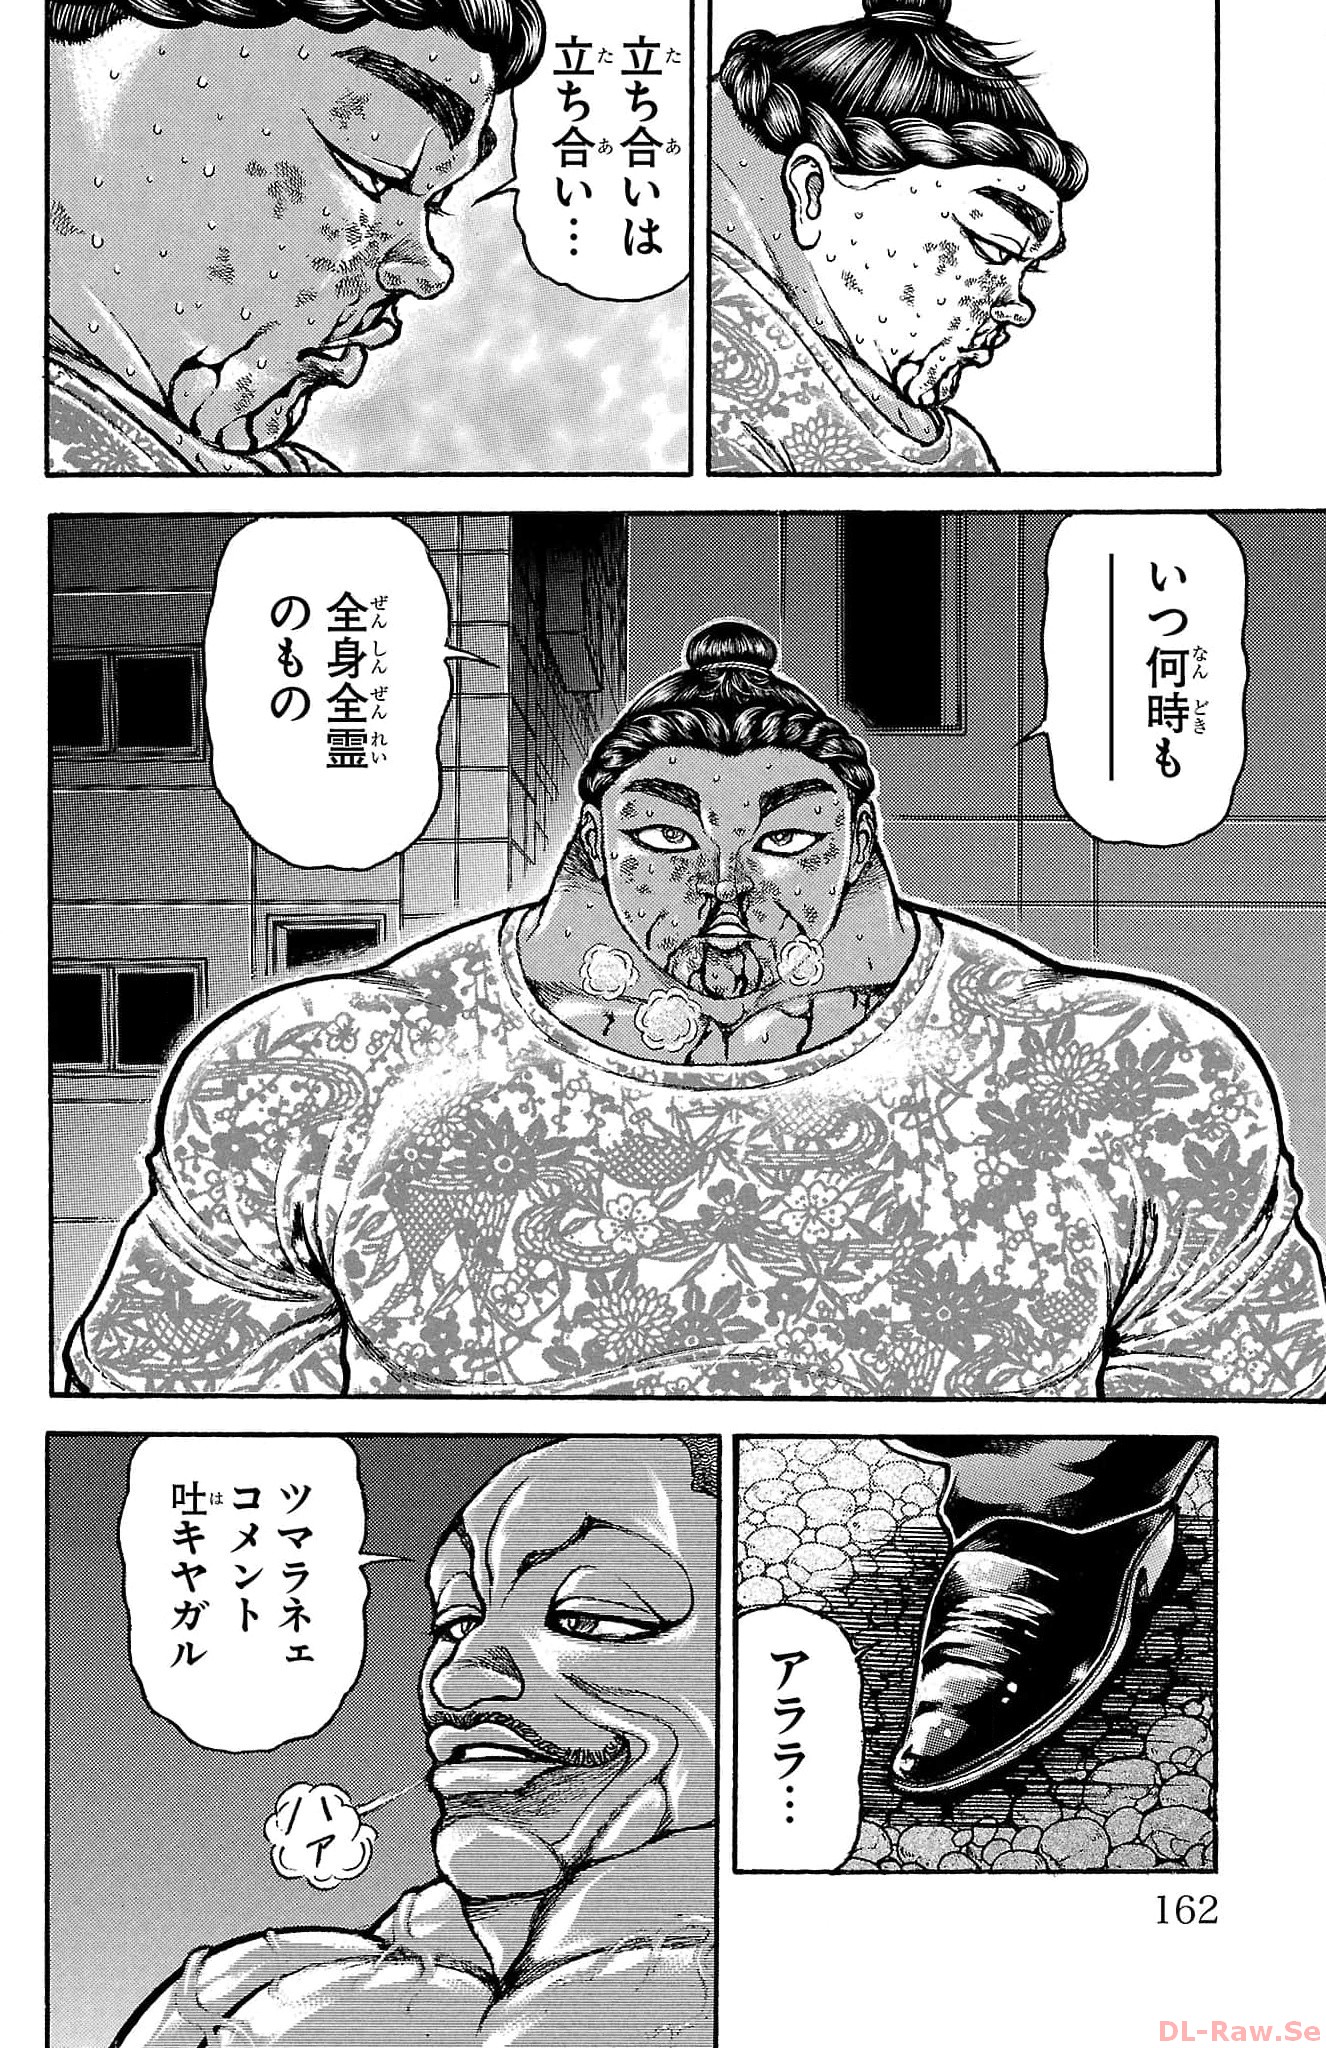 立ち合いは
立ち合い…
いつ何時も
――
全身全霊
のもの
アララ…
ツマラネェ
コメント
吐キヤガル
ハァ
162
DL-Raw.Se